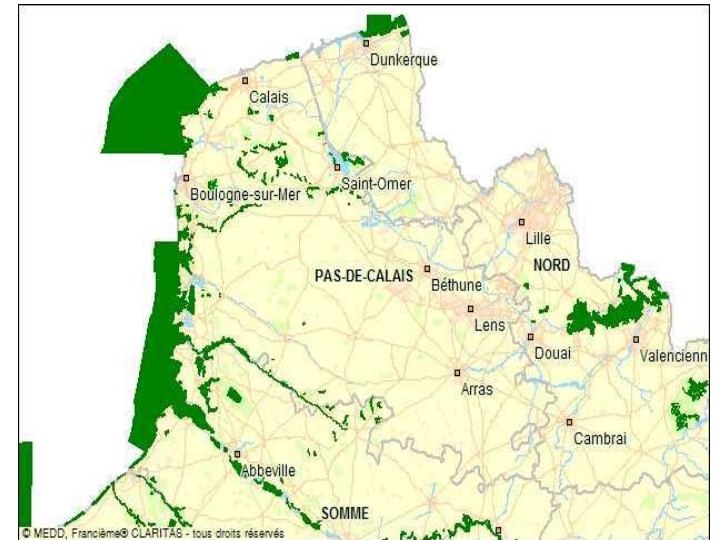 Dunkerque
Calais
Saint-Omer
Boulogne-sur-Mer
Lille
NORD
PAS-DE-CALAIS
Béthune
Lens
Douai
Valencienn
Arras
Cambrai
Abbeville
SOMME
© MEDD, Francième® CLARITAS - tous droits réservés